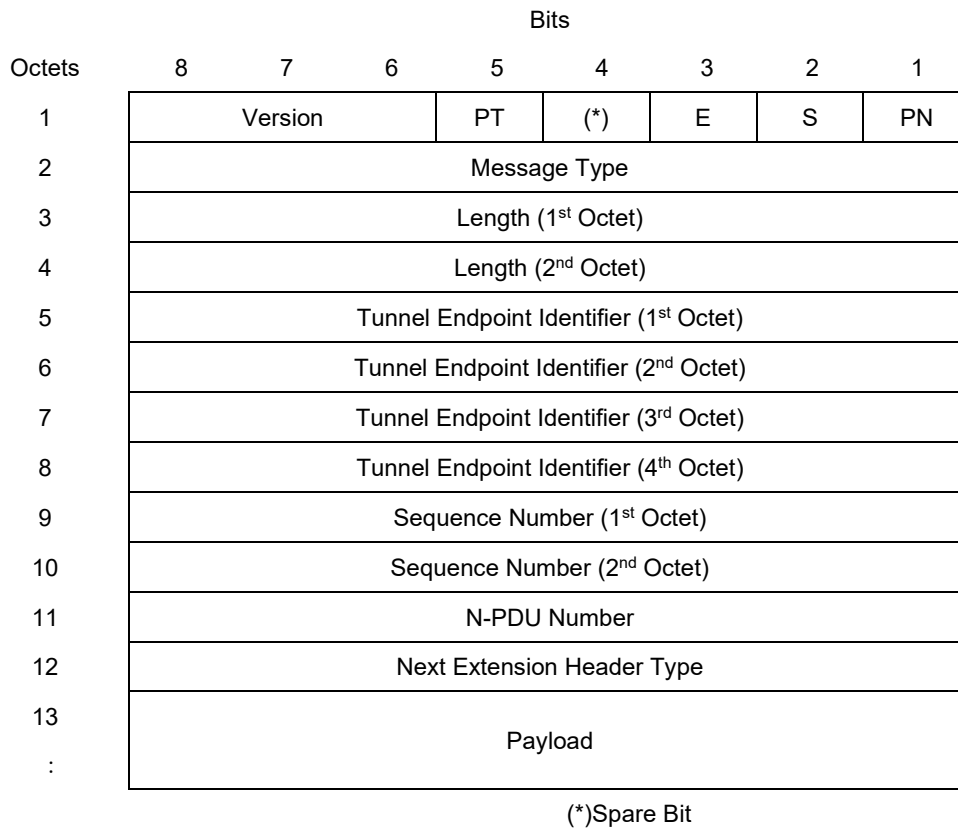 Bits
Octets 8 7 6 5 4 3 2 1
1 Version PT (*) E S PN
2 Message Type
3 Length (1st Octet)
4 Length (2nd Octet)
5 Tunnel Endpoint Identifier (1st Octet)
6 Tunnel Endpoint Identifier (2nd Octet)
7 Tunnel Endpoint Identifier (3rd Octet)
8 Tunnel Endpoint Identifier (4th Octet)
9 Sequence Number (1st Octet)
10 Sequence Number (2nd Octet)
11 N-PDU Number
12 Next Extension Header Type
13
Payload
:
(*)Spare Bit